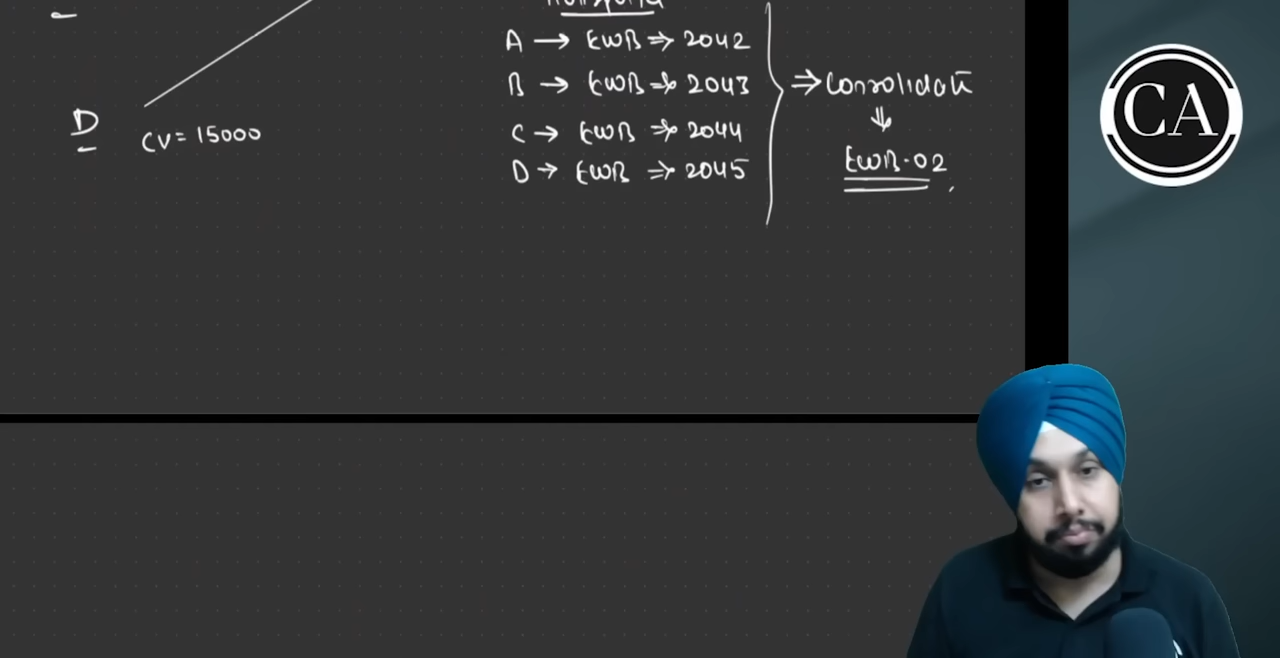 A → EWB ⇒ 2042
B → EWB ⇒ 2043
C → EWB ⇒ 2044
D → EWB ⇒ 2045
⇒ Consolidate
⇓
EWB-02
D
CV = 15000
CA